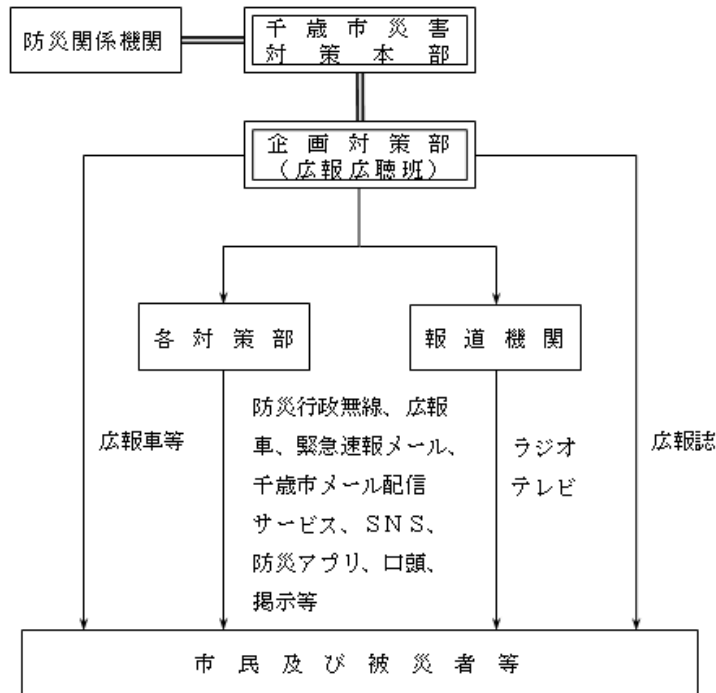 防災関係機関
千歳市災害
対策本部
企画対策部
（広報広聴班）
各対策部
報道機関
広報車等
防災行政無線、広報
車、緊急速報メール、
千歳市メール配信
サービス、ＳＮＳ、
防災アプリ、口頭、
掲示等
ラジオ
テレビ
広報誌
市民及び被災者等